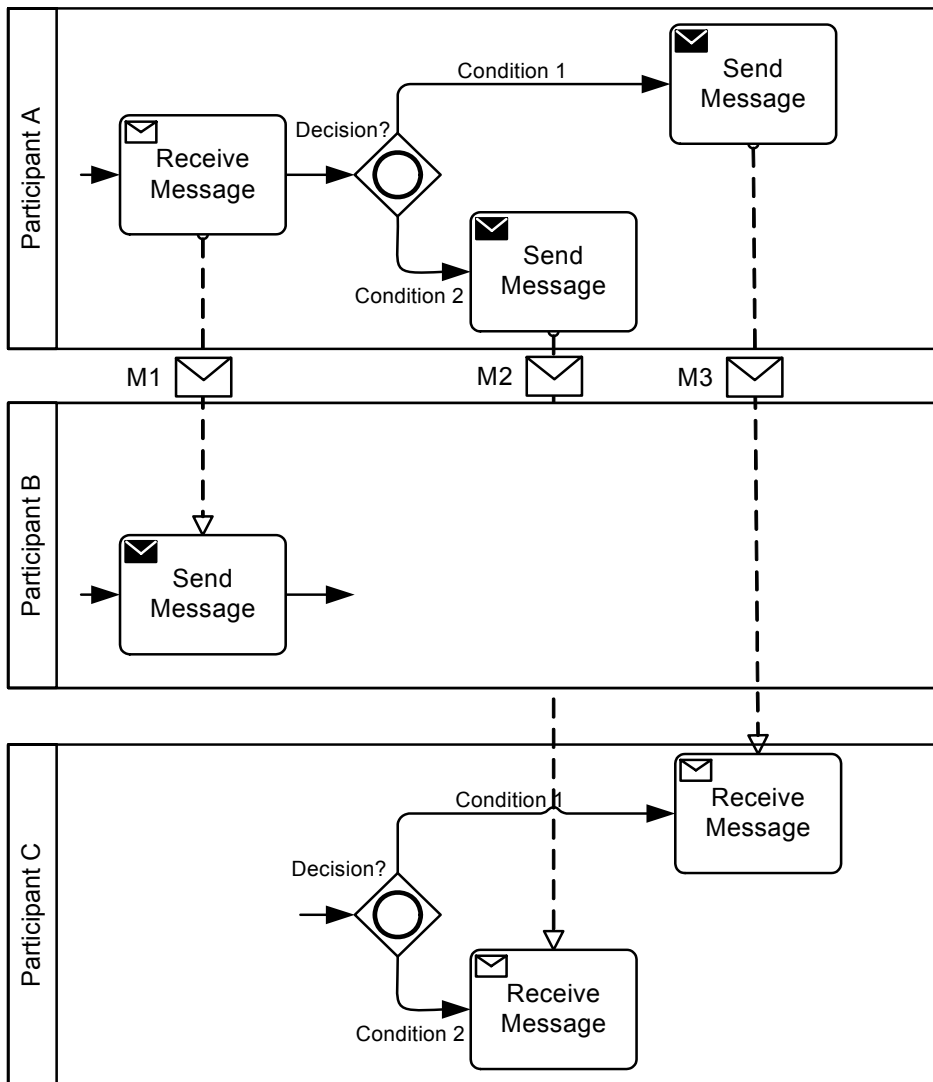 Participant A
Condition 1
Send
Message
Decision?
Receive
Message
Send
Message
Condition 2
M1
M2
M3
Participant B
Send
Message
Participant C
Condition 1
Receive
Message
Decision?
Receive
Message
Condition 2